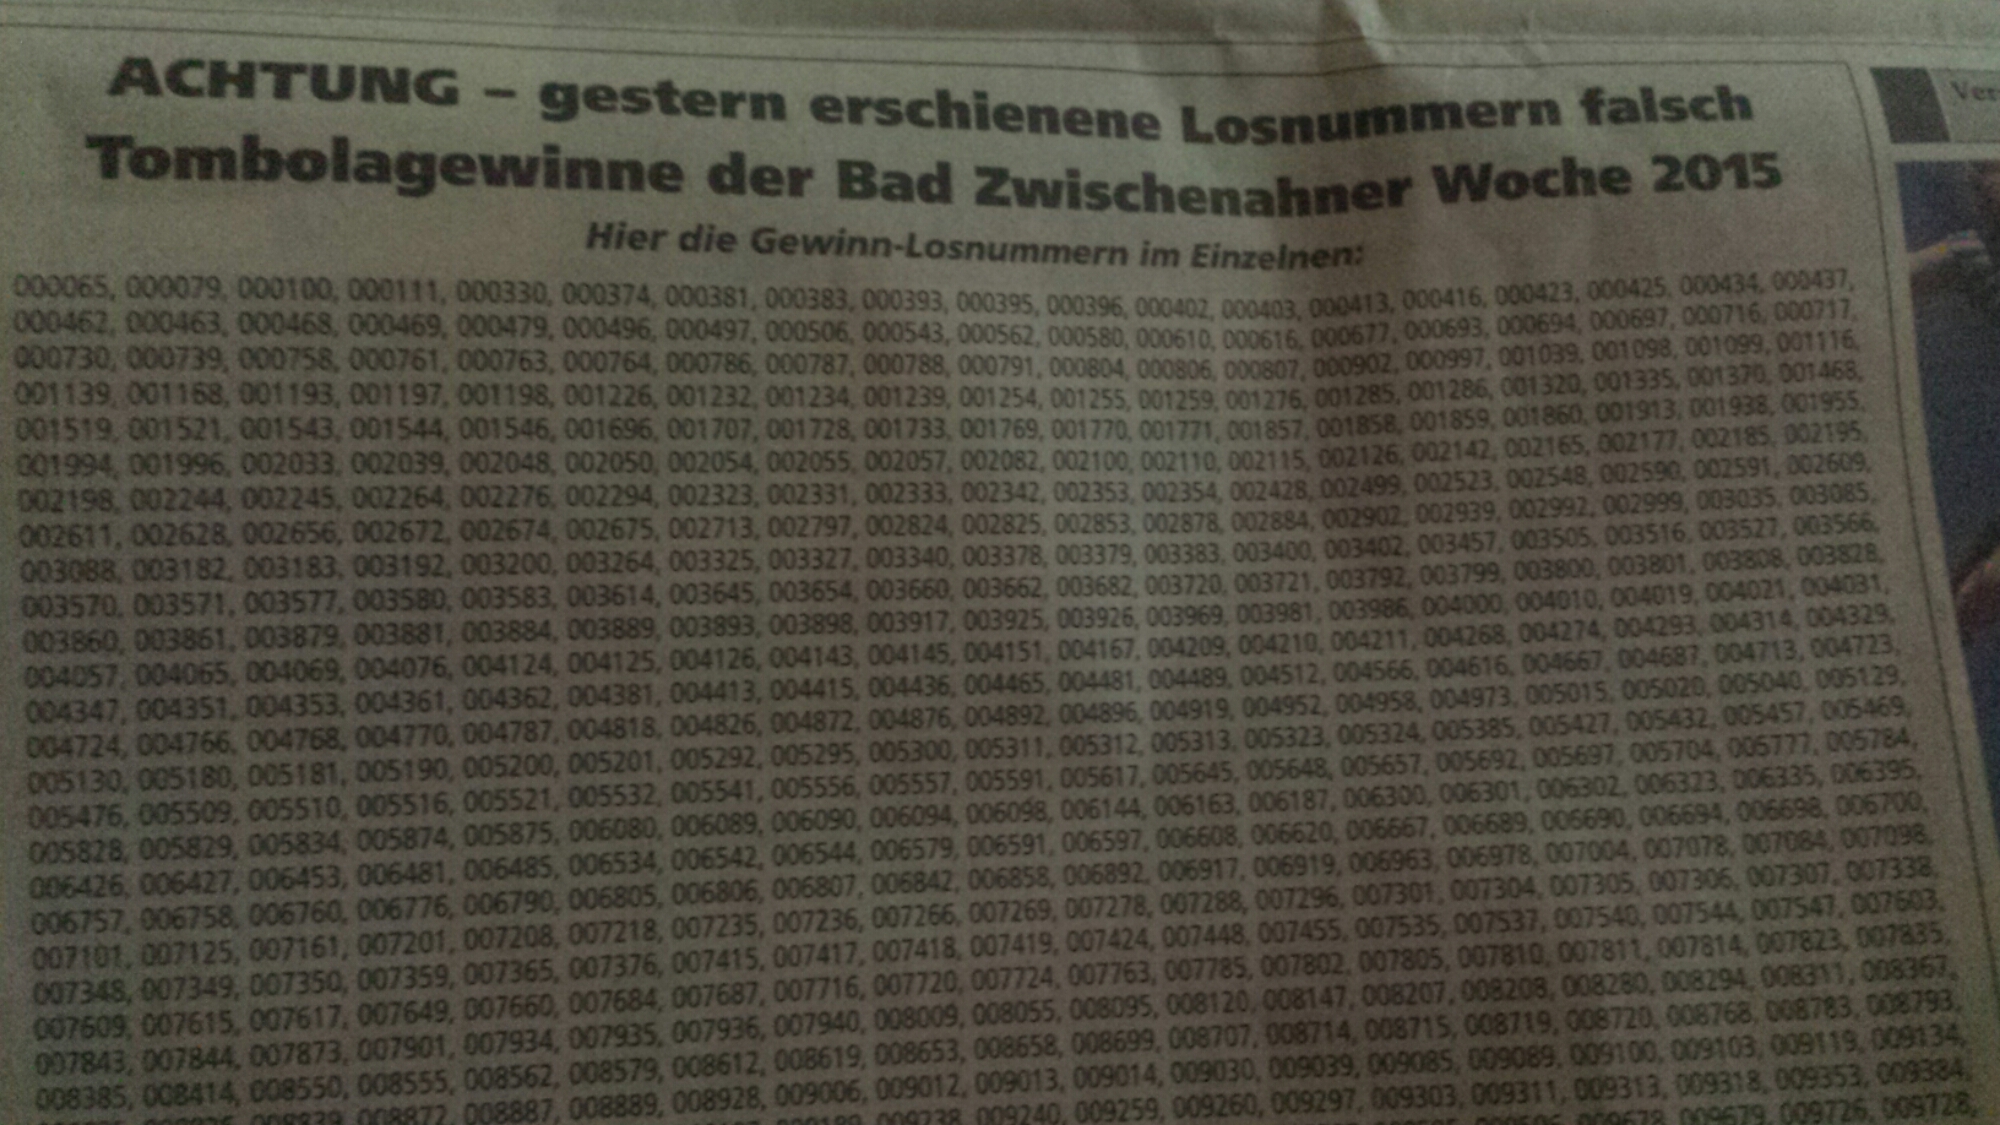 ACHTUNG – gestern erschienene Losnummern falsch
Tombolagewinne der Bad Zwischenahner Woche 2015
Hier die Gewinn-Losnummern im Einzelnen:
000065, 000079, 000100, 000111, 000330, 000374, 000381, 000383, 000393, 000395, 000396, 000402, 000403, 000413, 000416, 000423, 000425, 000434, 000437,
000462, 000463, 000468, 000469, 000479, 000496, 000497, 000506, 000543, 000562, 000580, 000610, 000616, 000677, 000693, 000694, 000697, 000716, 000717,
000730, 000739, 000758, 000761, 000763, 000764, 000786, 000787, 000788, 000791, 000804, 000806, 000807, 000902, 000997, 001039, 001098, 001099, 001116,
001139, 001168, 001193, 001197, 001198, 001226, 001232, 001234, 001239, 001254, 001255, 001259, 001276, 001285, 001286, 001320, 001335, 001370, 001468,
001519, 001521, 001543, 001544, 001546, 001696, 001707, 001728, 001733, 001769, 001770, 001771, 001857, 001858, 001859, 001860, 001913, 001938, 001955,
001994, 001996, 002033, 002039, 002048, 002050, 002054, 002055, 002057, 002082, 002100, 002110, 002115, 002126, 002142, 002165, 002177, 002185, 002195,
002198, 002244, 002245, 002264, 002276, 002294, 002323, 002331, 002333, 002342, 002353, 002354, 002428, 002499, 002523, 002548, 002590, 002591, 002609,
002611, 002628, 002656, 002672, 002674, 002675, 002713, 002797, 002824, 002825, 002853, 002878, 002884, 002902, 002939, 002992, 002999, 003035, 003085,
003088, 003182, 003183, 003192, 003200, 003264, 003325, 003327, 003340, 003378, 003379, 003383, 003400, 003402, 003457, 003505, 003516, 003527, 003566,
003570, 003571, 003577, 003580, 003583, 003614, 003645, 003654, 003660, 003662, 003682, 003720, 003721, 003792, 003799, 003800, 003801, 003808, 003828,
003860, 003861, 003879, 003881, 003884, 003889, 003893, 003898, 003917, 003925, 003926, 003969, 003981, 003986, 004000, 004010, 004019, 004021, 004031,
004057, 004065, 004069, 004076, 004124, 004125, 004126, 004143, 004145, 004151, 004167, 004209, 004210, 004211, 004268, 004274, 004293, 004314, 004329,
004347, 004351, 004353, 004361, 004362, 004381, 004413, 004415, 004436, 004465, 004481, 004489, 004512, 004566, 004616, 004667, 004687, 004713, 004723,
004724, 004766, 004768, 004770, 004787, 004818, 004826, 004872, 004876, 004892, 004896, 004919, 004952, 004958, 004973, 005015, 005020, 005040, 005129,
005130, 005180, 005181, 005190, 005200, 005201, 005292, 005295, 005300, 005311, 005312, 005313, 005323, 005324, 005385, 005427, 005432, 005457, 005469,
005476, 005509, 005510, 005516, 005521, 005532, 005541, 005556, 005557, 005591, 005617, 005645, 005648, 005657, 005692, 005697, 005704, 005777, 005784,
005828, 005829, 005834, 005874, 005875, 006080, 006089, 006090, 006094, 006098, 006144, 006163, 006187, 006300, 006301, 006302, 006323, 006335, 006395,
006426, 006427, 006453, 006481, 006485, 006534, 006542, 006544, 006579, 006591, 006597, 006608, 006620, 006667, 006689, 006690, 006694, 006698, 006700,
006757, 006758, 006760, 006776, 006790, 006805, 006806, 006807, 006842, 006858, 006892, 006917, 006919, 006963, 006978, 007004, 007078, 007084, 007098,
007101, 007125, 007161, 007201, 007208, 007218, 007235, 007236, 007266, 007269, 007278, 007288, 007296, 007301, 007304, 007305, 007306, 007307, 007338,
007348, 007349, 007350, 007359, 007365, 007376, 007415, 007417, 007418, 007419, 007424, 007448, 007455, 007535, 007537, 007540, 007544, 007547, 007603,
007609, 007615, 007617, 007649, 007660, 007684, 007687, 007716, 007720, 007724, 007763, 007785, 007802, 007805, 007810, 007811, 007814, 007823, 007835,
007843, 007844, 007873, 007901, 007934, 007935, 007936, 007940, 008009, 008055, 008095, 008120, 008147, 008207, 008208, 008280, 008294, 008311, 008367,
008385, 008414, 008550, 008555, 008562, 008579, 008612, 008619, 008653, 008658, 008699, 008707, 008714, 008715, 008719, 008720, 008768, 008783, 008793,
008839, 008872, 008887, 008889, 008928, 009006, 009012, 009013, 009014, 009030, 009039, 009085, 009089, 009100, 009103, 009119, 009134,
009238, 009240, 009259, 009260, 009297, 009303, 009311, 009313, 009318, 009353, 009384,
009678, 009679, 009726, 009728,